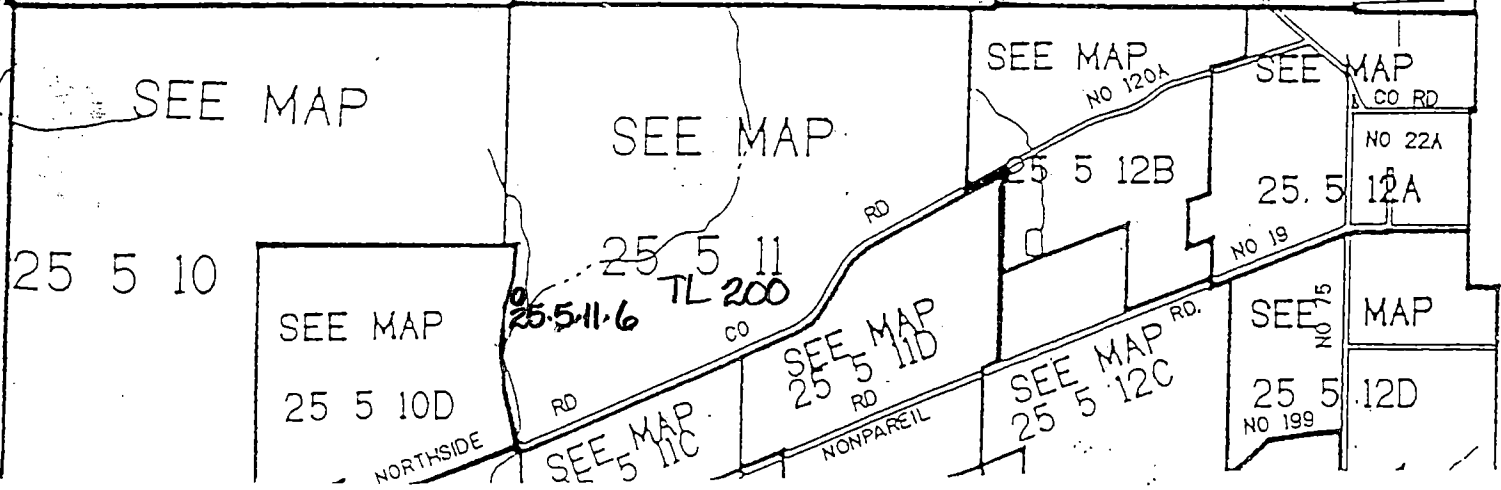 SEE MAP
25 5 10
SEE MAP
25 5 10D
SEE MAP
25 5 11
TL 200
25.5.11.6
SEE MAP
25 5 12B
NO 120A
SEE MAP
25. 5 12A
CO RD
NO 22A
NORTHSIDE
RD
CO
RD
SEE MAP
5 11C
SEE MAP
25 5 11D
NONPAREIL
RD
RD.
NO 19
SEE MAP
25 5 12C
SEE MAP
25 5 12D
NO 75
NO 199